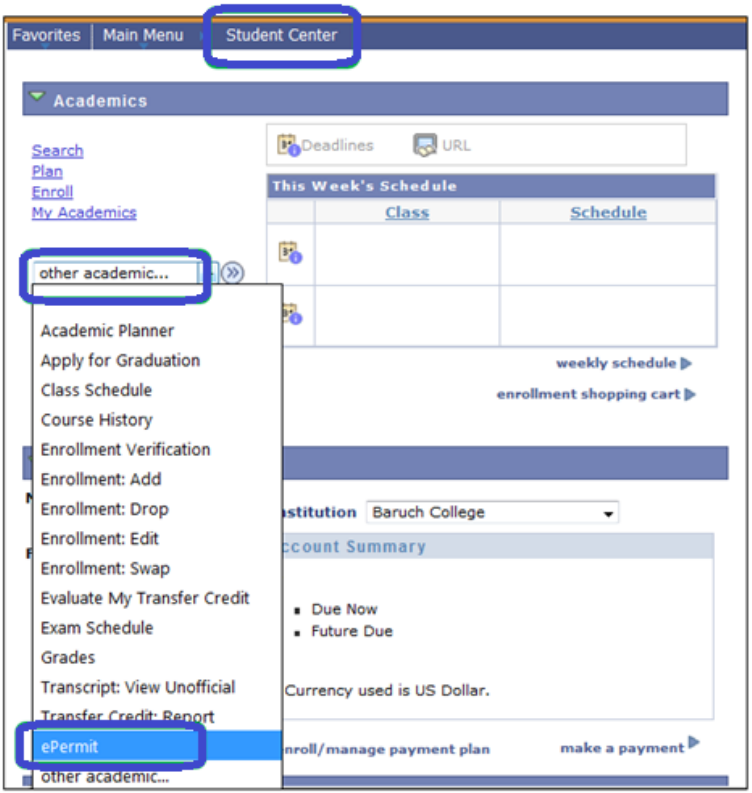 Favorites Main Menu Student Center
Academics
Search
Plan
Enroll
My Academics
Deadlines URL
This Week's Schedule
Class Schedule
other academic...
Academic Planner
Apply for Graduation
Class Schedule
Course History
Enrollment Verification
Enrollment: Add
Enrollment: Drop
Enrollment: Edit
Enrollment: Swap
Evaluate My Transfer Credit
Exam Schedule
Grades
Transcript: View Unofficial
Transfer Credit: Report
ePermit
other academic...
weekly schedule
enrollment shopping cart
stitution Baruch College
ccount Summary
Due Now
Future Due
Currency used is US Dollar.
enroll/manage payment plan make a payment